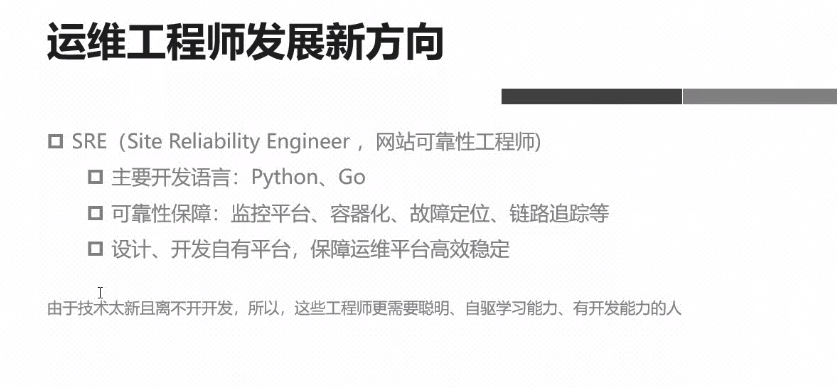 运维工程师发展新方向
SRE（Site Reliability Engineer ，网站可靠性工程师)
主要开发语言：Python、Go
可靠性保障：监控平台、容器化、故障定位、链路追踪等
设计、开发自有平台，保障运维平台高效稳定
由于技术太新且离不开开发，所以，这些工程师更需要聪明、自驱学习能力、有开发能力的人